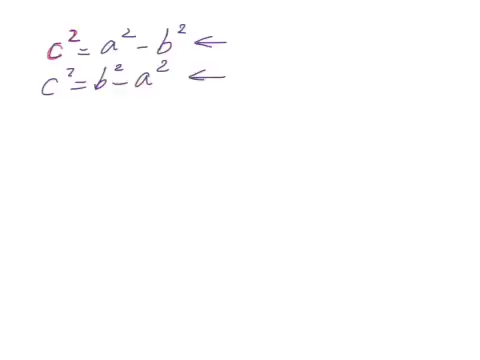 c² = a² - b² ←
c² = b² - a² ←